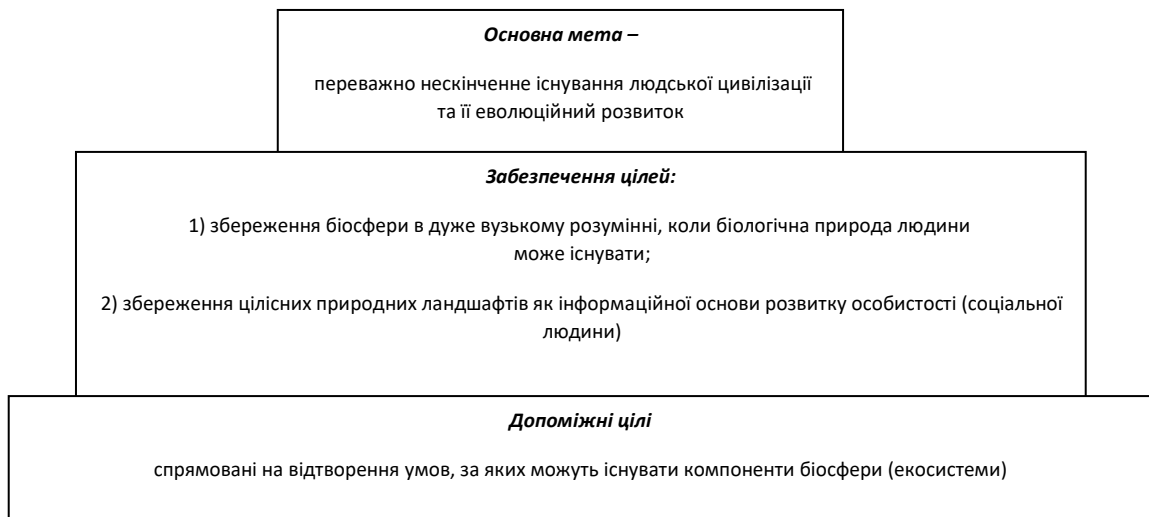 Основна мета –
переважно нескінченне існування людської цивілізації
та її еволюційний розвиток
Забезпечення цілей:
1) збереження біосфери в дуже вузькому розумінні, коли біологічна природа людини
може існувати;
2) збереження цілісних природних ландшафтів як інформаційної основи розвитку особистості (соціальної
людини)
Допоміжні цілі
спрямовані на відтворення умов, за яких можуть існувати компоненти біосфери (екосистеми)